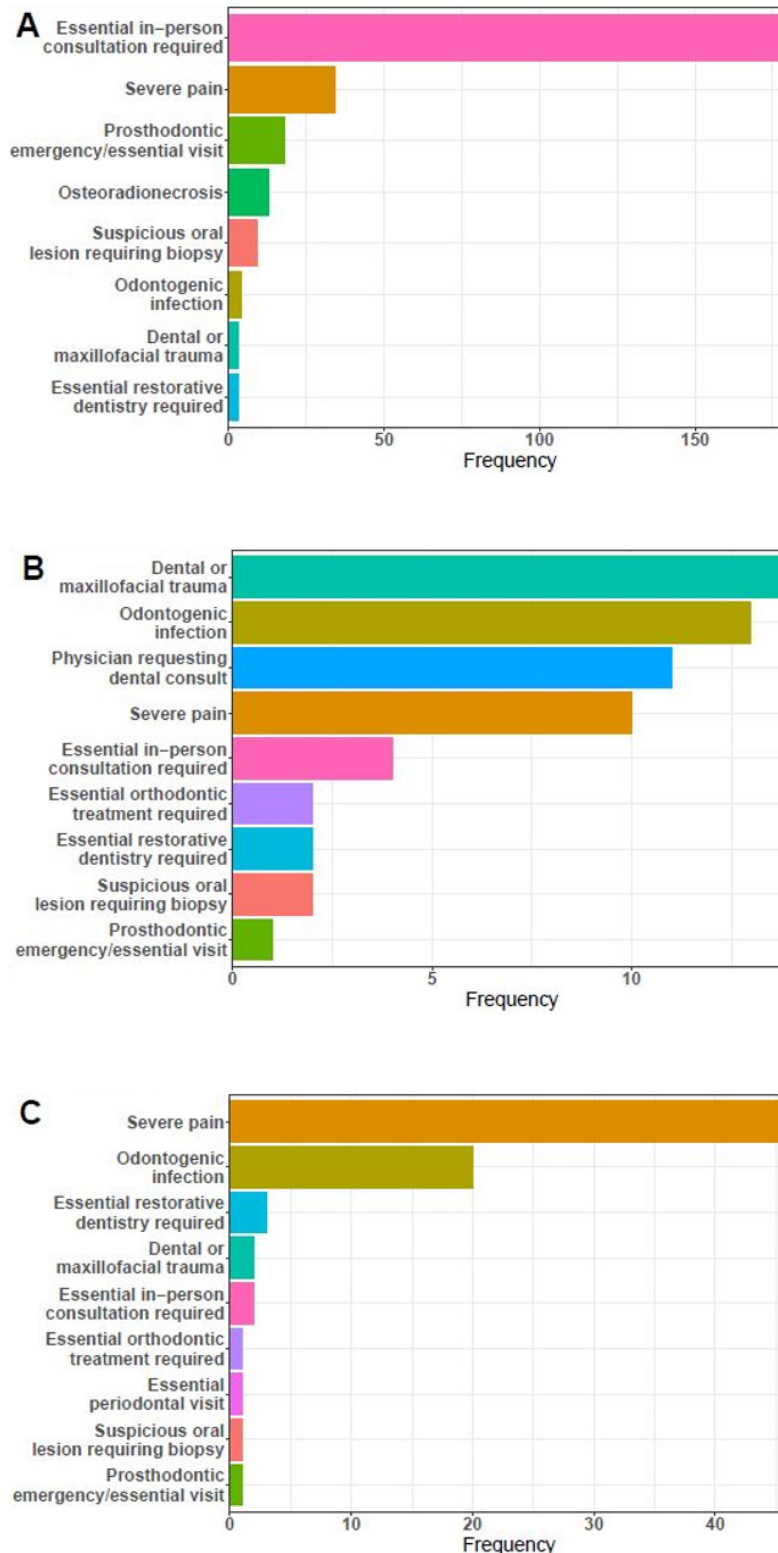 A
Essential in–person
consultation required
Severe pain
Prosthodontic
emergency/essential visit
Osteoradionecrosis
Suspicious oral
lesion requiring biopsy
Odontogenic
infection
Dental or
maxillofacial trauma
Essential restorative
dentistry required
0 50 100 150
Frequency
B
Dental or
maxillofacial trauma
Odontogenic
infection
Physician requesting
dental consult
Severe pain
Essential in–person
consultation required
Essential orthodontic
treatment required
Essential restorative
dentistry required
Suspicious oral
lesion requiring biopsy
Prosthodontic
emergency/essential visit
0 5 10
Frequency
C
Severe pain
Odontogenic
infection
Essential restorative
dentistry required
Dental or
maxillofacial trauma
Essential in–person
consultation required
Essential orthodontic
treatment required
Essential
periodontal visit
Suspicious oral
lesion requiring biopsy
Prosthodontic
emergency/essential visit
0 10 20 30 40
Frequency